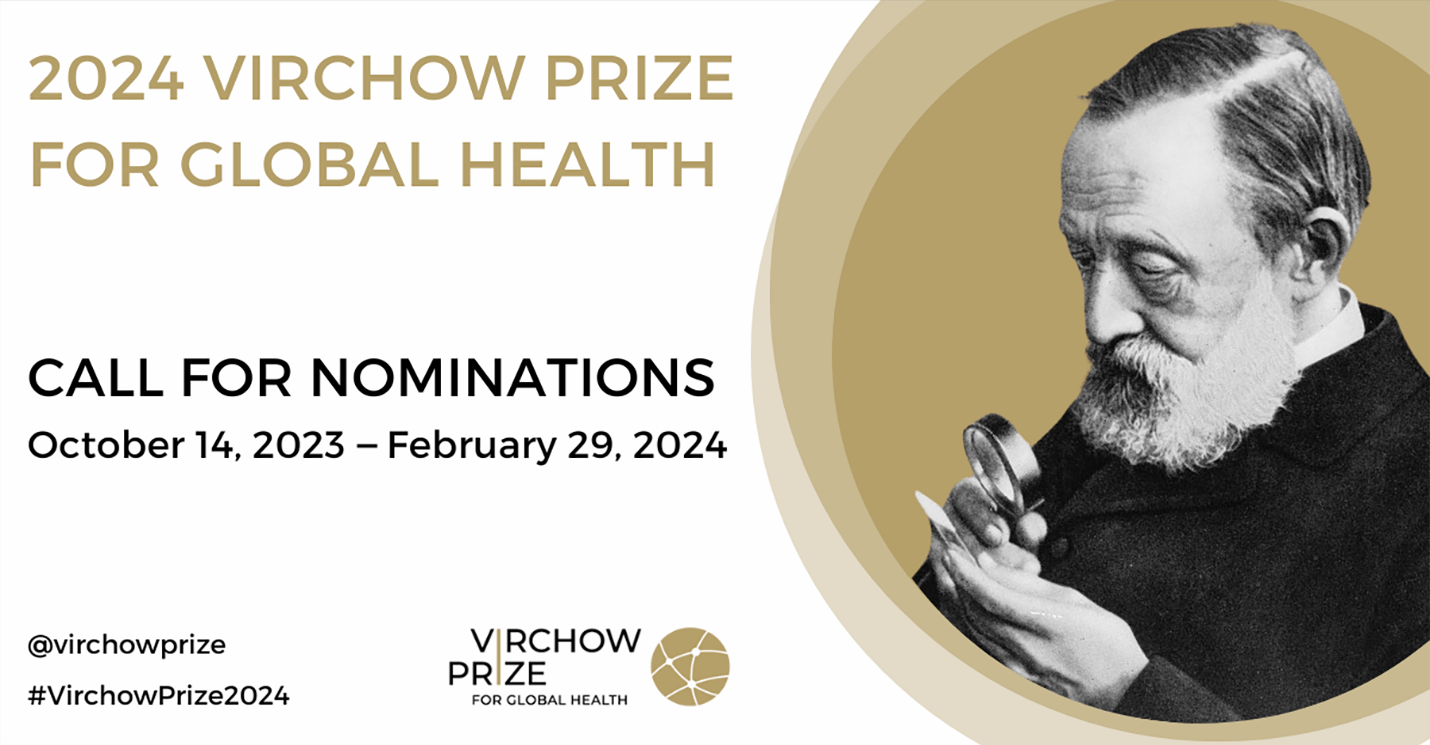 2024 VIRCHOW PRIZE
FOR GLOBAL HEALTH
CALL FOR NOMINATIONS
October 14, 2023 – February 29, 2024
@virchowprize
#VirchowPrize2024
VIRCHOW
PRIZE
FOR GLOBAL HEALTH